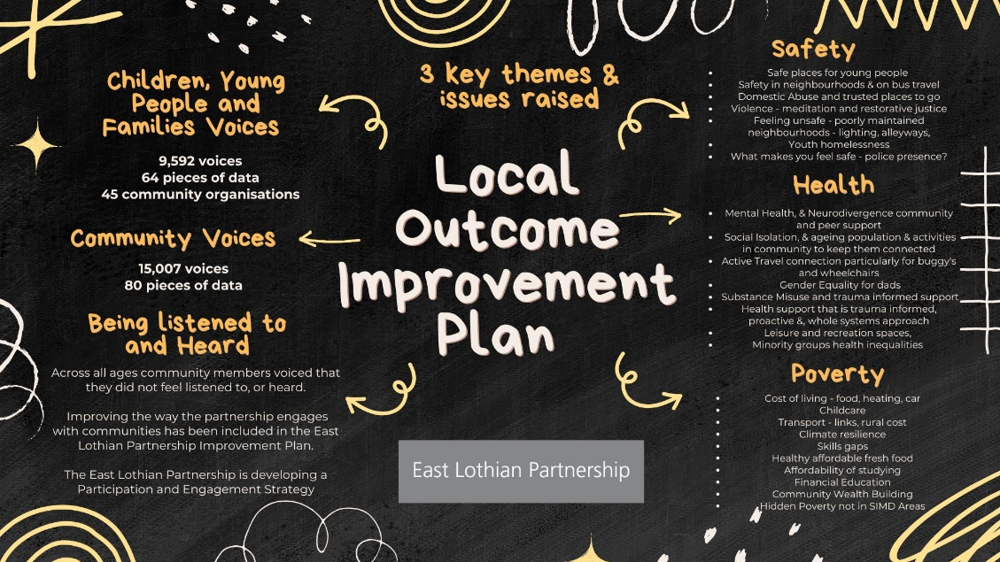 Children, Young
People and
Families Voices
9,592 voices
64 pieces of data
45 community organisations
Community Voices
15,007 voices
80 pieces of data
Being listened to
and Heard
Across all ages community members voiced that
they did not feel listened to, or heard.
Improving the way the partnership engages
with communities has been included in the East
Lothian Partnership Improvement Plan.
The East Lothian Partnership is developing a
Participation and Engagement Strategy
3 Key themes &
issues raised
Local
Outcome
Improvement
Plan
East Lothian Partnership
Safety
Safe places for young people
Safety in neighbourhoods & on bus travel
Domestic Abuse and trusted places to go
Violence - meditation and restorative justice
Feeling unsafe - poorly maintained
neighbourhoods - lighting, alleyways,
Youth homelessness
What makes you feel safe - police presence?
Health
Mental Health, & Neurodivergence community
and peer support
Social Isolation, & ageing population & activities
in community to keep them connected
Active Travel connection particularly for buggy's
and wheelchairs
Gender Equality for dads
Substance Misuse and trauma informed support
Health support that is trauma informed,
proactive &, whole systems approach
Leisure and recreation spaces,
Minority groups health inequalities
Poverty
Cost of living - food, heating, car
Childcare
Transport - links, rural cost
Climate resilience
Skills gaps
Healthy affordable fresh food
Affordability of studying
Financial Education
Community Wealth Building
Hidden Poverty not in SIMD Areas